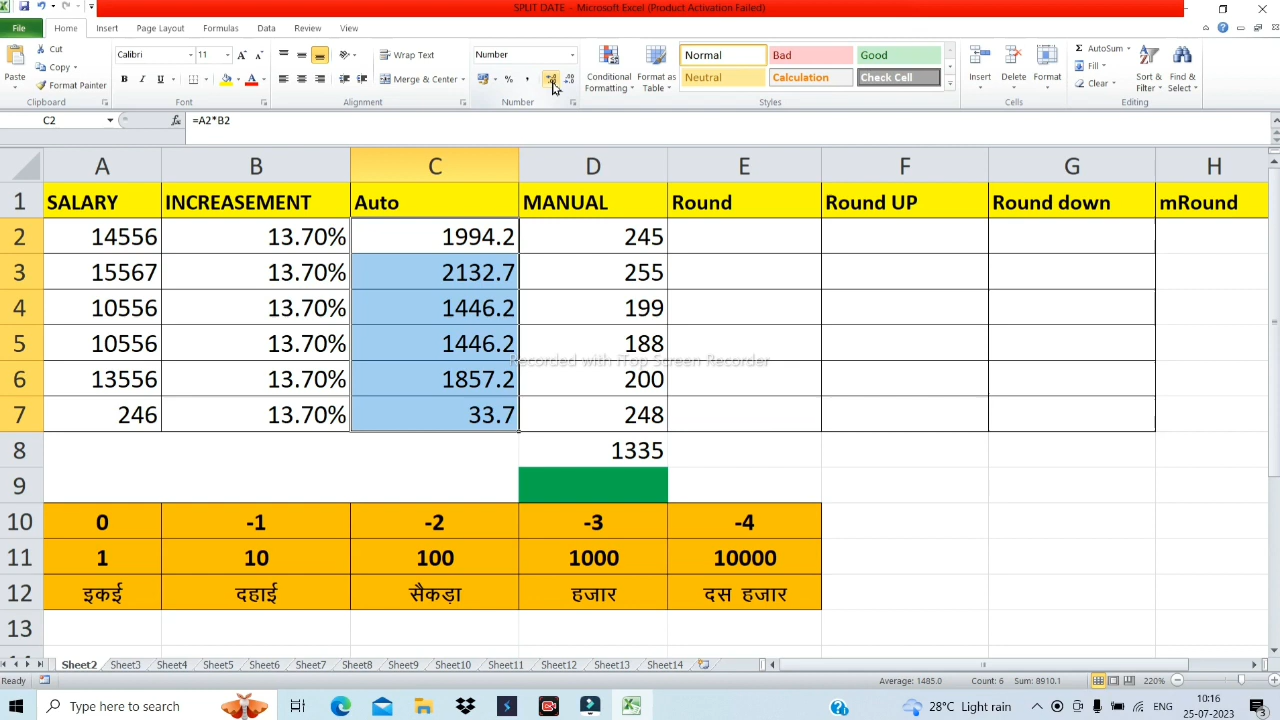 SPLIT DATE - Microsoft Excel (Product Activation Failed)
File Home Insert Page Layout Formulas Data Review View
Paste Cut Copy Format Painter
Calibri 11
B I U A
Wrap Text
Merge & Center
Number
% ,
Conditional Formatting Format as Table
Normal Bad Good
Neutral Calculation Check Cell
Insert Delete Format
AutoSum
Fill
Clear
Sort & Filter Find & Select
Clipboard Font Alignment Number Styles Cells Editing
C2 fx =A2*B2
A B C D E F G H
1 SALARY INCREASEMENT Auto MANUAL Round Round UP Round down mRound
2 14556 13.70% 1994.2 245
3 15567 13.70% 2132.7 255
4 10556 13.70% 1446.2 199
5 10556 13.70% 1446.2 188
Recorded with iTop Screen Recorder
6 13556 13.70% 1857.2 200
7 246 13.70% 33.7 248
8 1335
9
10 0 -1 -2 -3 -4
11 1 10 100 1000 10000
12 इकाई दहाई सैकड़ा हजार दस हजार
13
Sheet2 Sheet3 Sheet4 Sheet5 Sheet6 Sheet7 Sheet8 Sheet9 Sheet10 Sheet11 Sheet12 Sheet13 Sheet14
Ready Average: 1485.0 Count: 6 Sum: 8910.1 220%
Type here to search 28°C Light rain ENG 10:16
25-07-2023